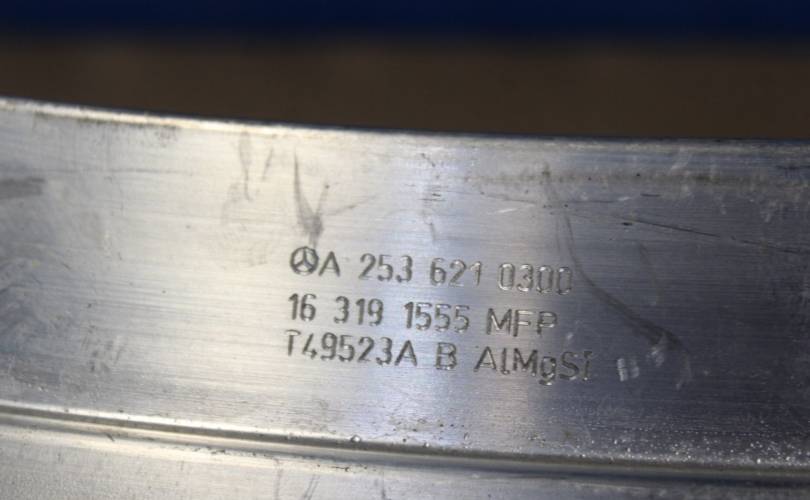 A 253 621 0300
16 319 1555 MFP
T49523A B AlMgSi